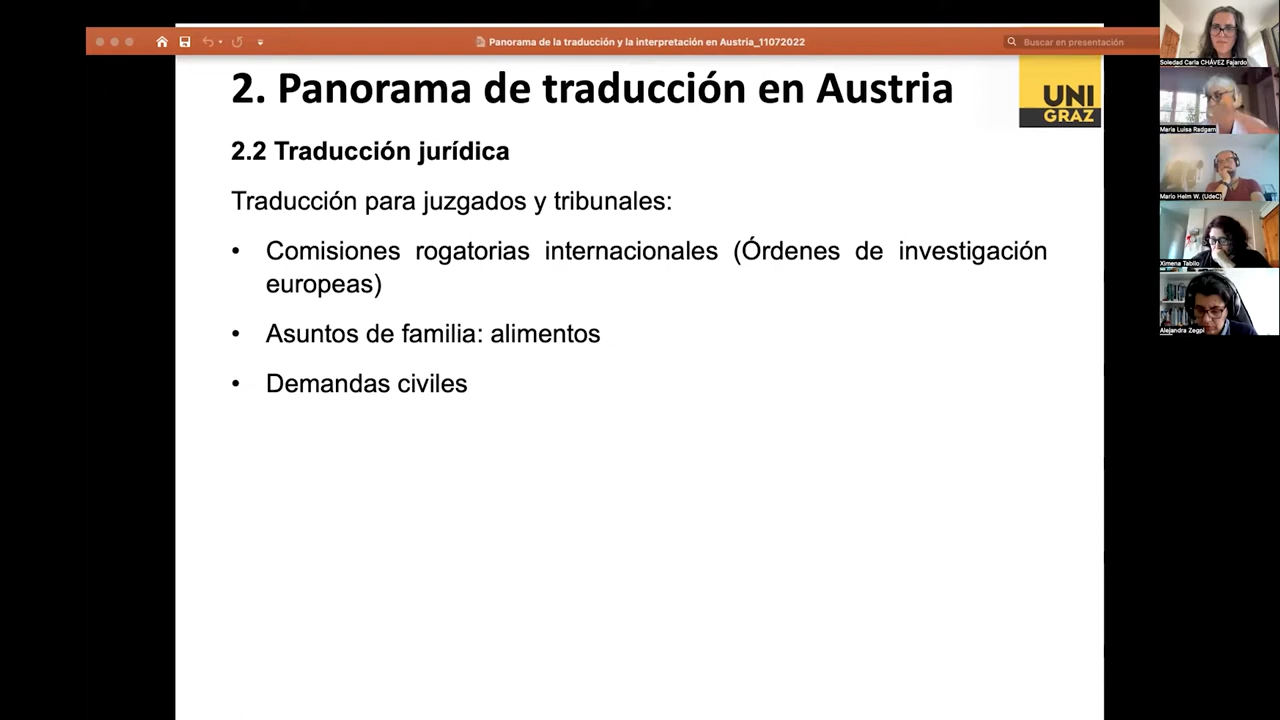 Panorama de la traducción y la interpretación en Austria_11072022
Buscar en presentación
2. Panorama de traducción en Austria
UNI
GRAZ
2.2 Traducción jurídica
Traducción para juzgados y tribunales:
• Comisiones rogatorias internacionales (Órdenes de investigación
europeas)
• Asuntos de familia: alimentos
• Demandas civiles
Soledad Carla CHÁVEZ Fajardo
Maria Luisa Radgam
Mario Helm W. (UdeC)
Ximena Tabilo
Alejandra Zegpi